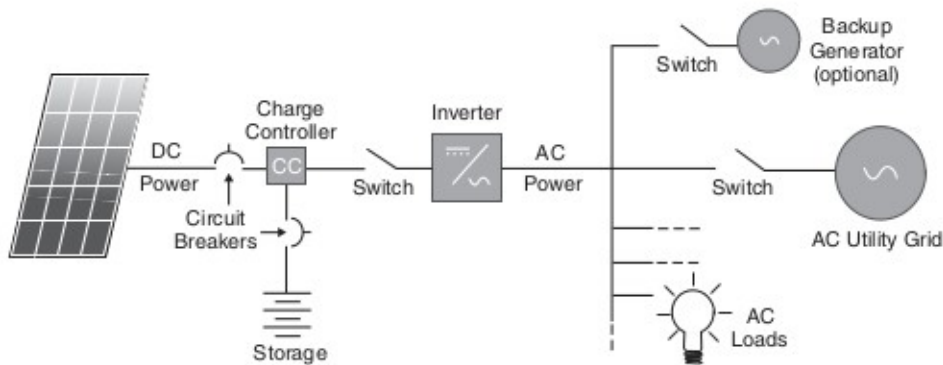 Backup
Generator
(optional)
Switch
Charge
Controller
Inverter
DC
Power
CC
Switch
AC
Power
Switch
Circuit
Breakers
AC Utility Grid
Storage
AC
Loads